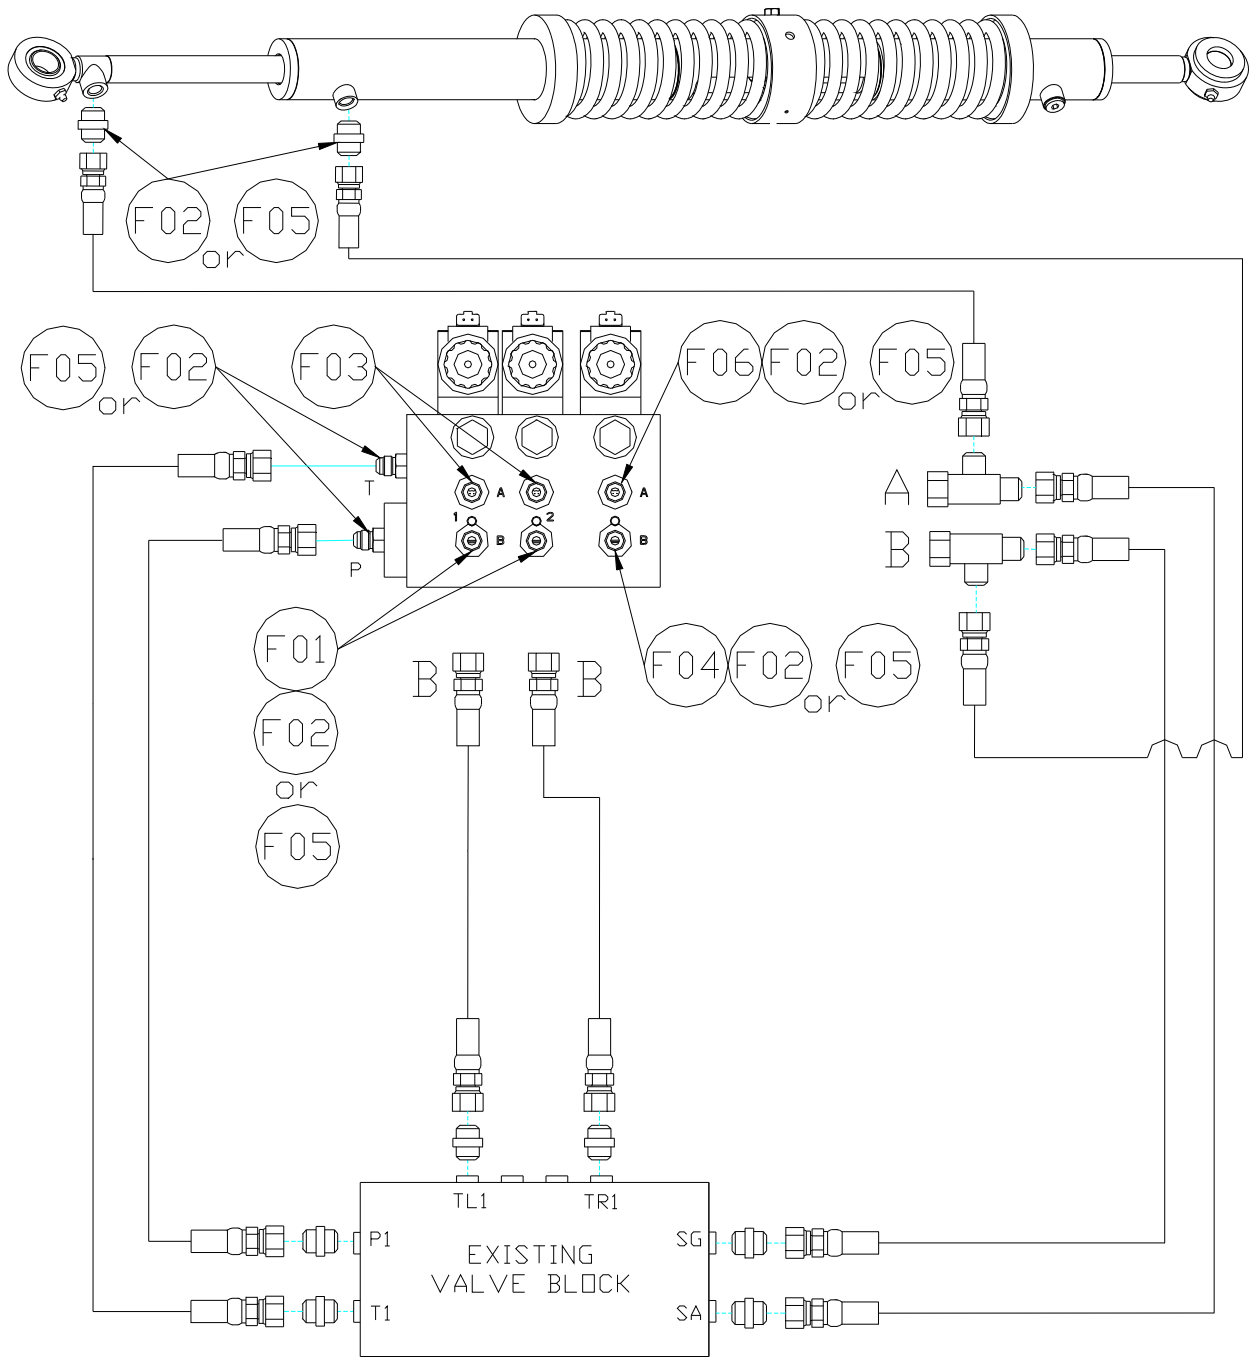 F02 or F05
F05 or F02
F03
F06 F02 or F05
T
A
A
1
2
B
B
P
A
B
F01
F02
or
F05
B
B
F04 F02 or F05
TL1
TR1
P1
SG
EXISTING
VALVE BLOCK
T1
SA